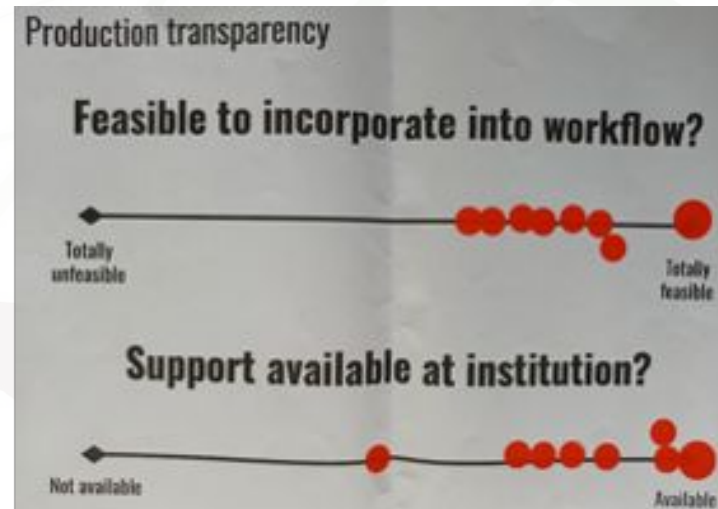 Production transparency
Feasible to incorporate into workflow?
Totally
unfeasible
Totally
feasible
Support available at institution?
Not available
Available